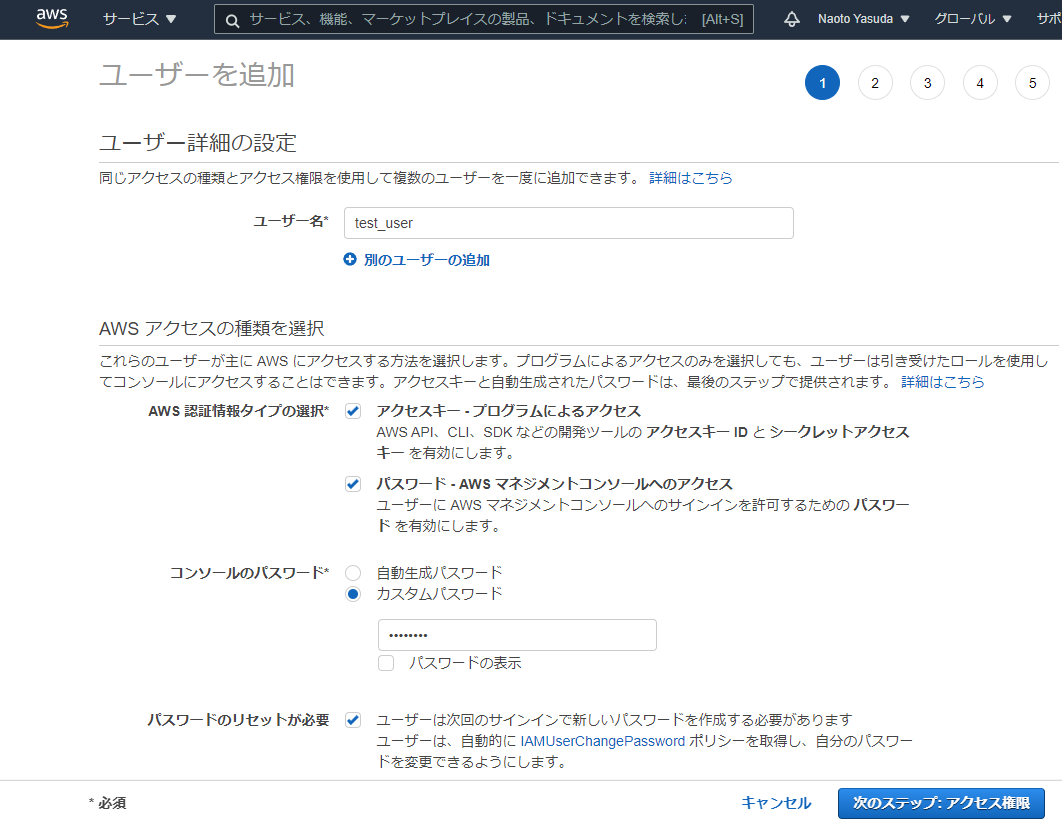 aws サービス サービス、機能、マーケットプレイスの製品、ドキュメントを検索し [Alt+S] Naoto Yasuda グローバル サポ
ユーザーを追加
1 2 3 4 5
ユーザー詳細の設定
同じアクセスの種類とアクセス権限を使用して複数のユーザーを一度に追加できます。 詳細はこちら
ユーザー名* test_user
別のユーザーの追加
AWS アクセスの種類を選択
これらのユーザーが主に AWS にアクセスする方法を選択します。プログラムによるアクセスのみを選択しても、ユーザーは引き受けたロールを使用し
てコンソールにアクセスすることはできます。アクセスキーと自動生成されたパスワードは、最後のステップで提供されます。 詳細はこちら
AWS 認証情報タイプの選択* アクセスキー - プログラムによるアクセス
AWS API、CLI、SDK などの開発ツールの アクセスキー ID と シークレットアクセス
キー を有効にします。
パスワード - AWS マネジメントコンソールへのアクセス
ユーザーに AWS マネジメントコンソールへのサインインを許可するための パスワー
ド を有効にします。
コンソールのパスワード* 自動生成パスワード
カスタムパスワード
••••••••
パスワードの表示
パスワードのリセットが必要 ユーザーは次回のサインインで新しいパスワードを作成する必要があります
ユーザーは、自動的に IAMUserChangePassword ポリシーを取得し、自分のパスワー
ドを変更できるようにします。
* 必須 キャンセル 次のステップ: アクセス権限